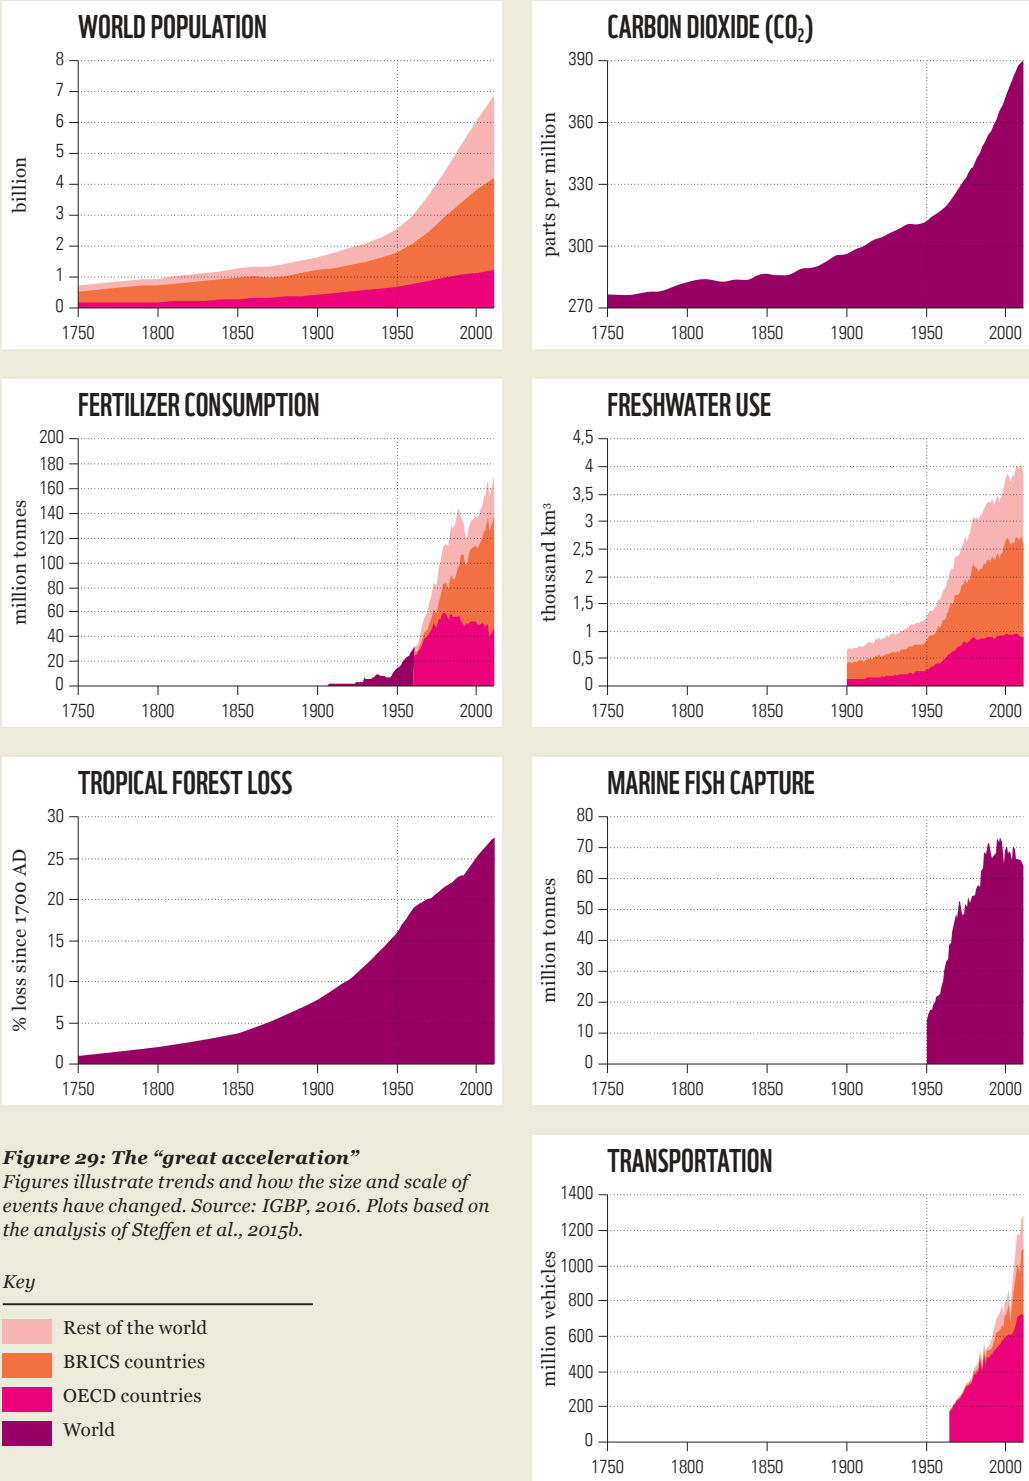 WORLD POPULATION
billion
8
7
6
5
4
3
2
1
0
1750 1800 1850 1900 1950 2000
CARBON DIOXIDE (CO₂)
parts per million
390
360
330
300
270
1750 1800 1850 1900 1950 2000
FERTILIZER CONSUMPTION
million tonnes
200
180
160
140
120
100
80
60
40
20
0
1750 1800 1850 1900 1950 2000
FRESHWATER USE
thousand km³
4,5
4
3,5
3
2,5
2
1,5
1
0,5
0
1750 1800 1850 1900 1950 2000
TROPICAL FOREST LOSS
% loss since 1700 AD
30
25
20
15
10
5
0
1750 1800 1850 1900 1950 2000
MARINE FISH CAPTURE
million tonnes
80
70
60
50
40
30
20
10
0
1750 1800 1850 1900 1950 2000
Figure 29: The “great acceleration”
Figures illustrate trends and how the size and scale of
events have changed. Source: IGBP, 2016. Plots based on
the analysis of Steffen et al., 2015b.
Key
Rest of the world
BRICS countries
OECD countries
World
TRANSPORTATION
million vehicles
1400
1200
1000
800
600
400
200
0
1750 1800 1850 1900 1950 2000